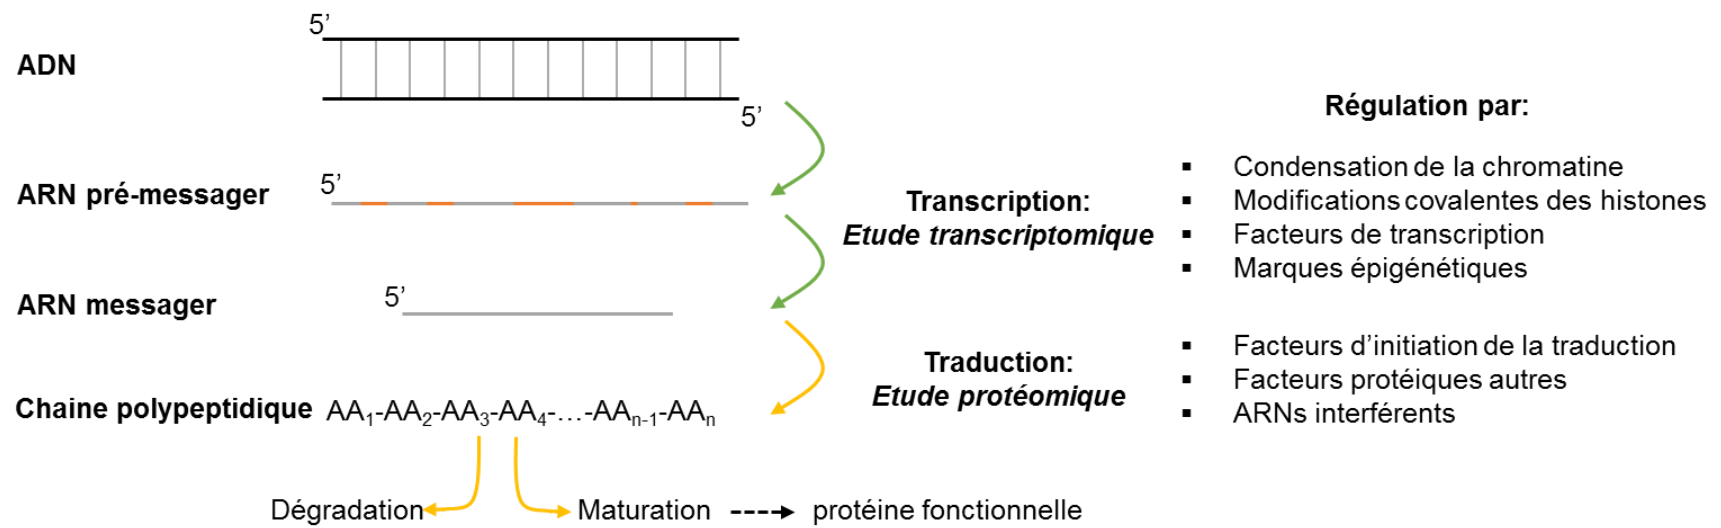 5’
ADN
5’
Régulation par:
ARN pré-messager
5’
Transcription:
Etude transcriptomique
▪ Condensation de la chromatine
▪ Modifications covalentes des histones
▪ Facteurs de transcription
▪ Marques épigénétiques
ARN messager
5’
Traduction:
Etude protéomique
▪ Facteurs d’initiation de la traduction
▪ Facteurs protéiques autres
▪ ARNs interférents
Chaine polypeptidique AA1-AA2-AA3-AA4-…-AAn-1-AAn
Dégradation Maturation protéine fonctionnelle